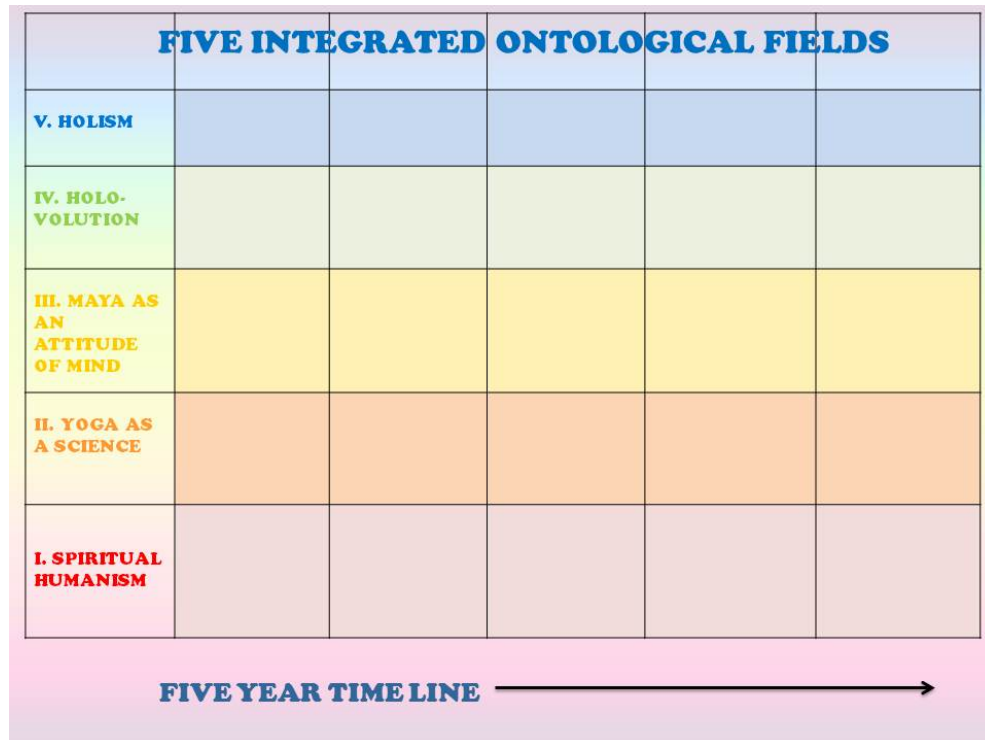 FIVE INTEGRATED ONTOLOGICAL FIELDS
V. HOLISM
IV. HOLO-
VOLUTION
III. MAYA AS
AN
ATTITUDE
OF MIND
II. YOGA AS
A SCIENCE
I. SPIRITUAL
HUMANISM
FIVE YEAR TIME LINE